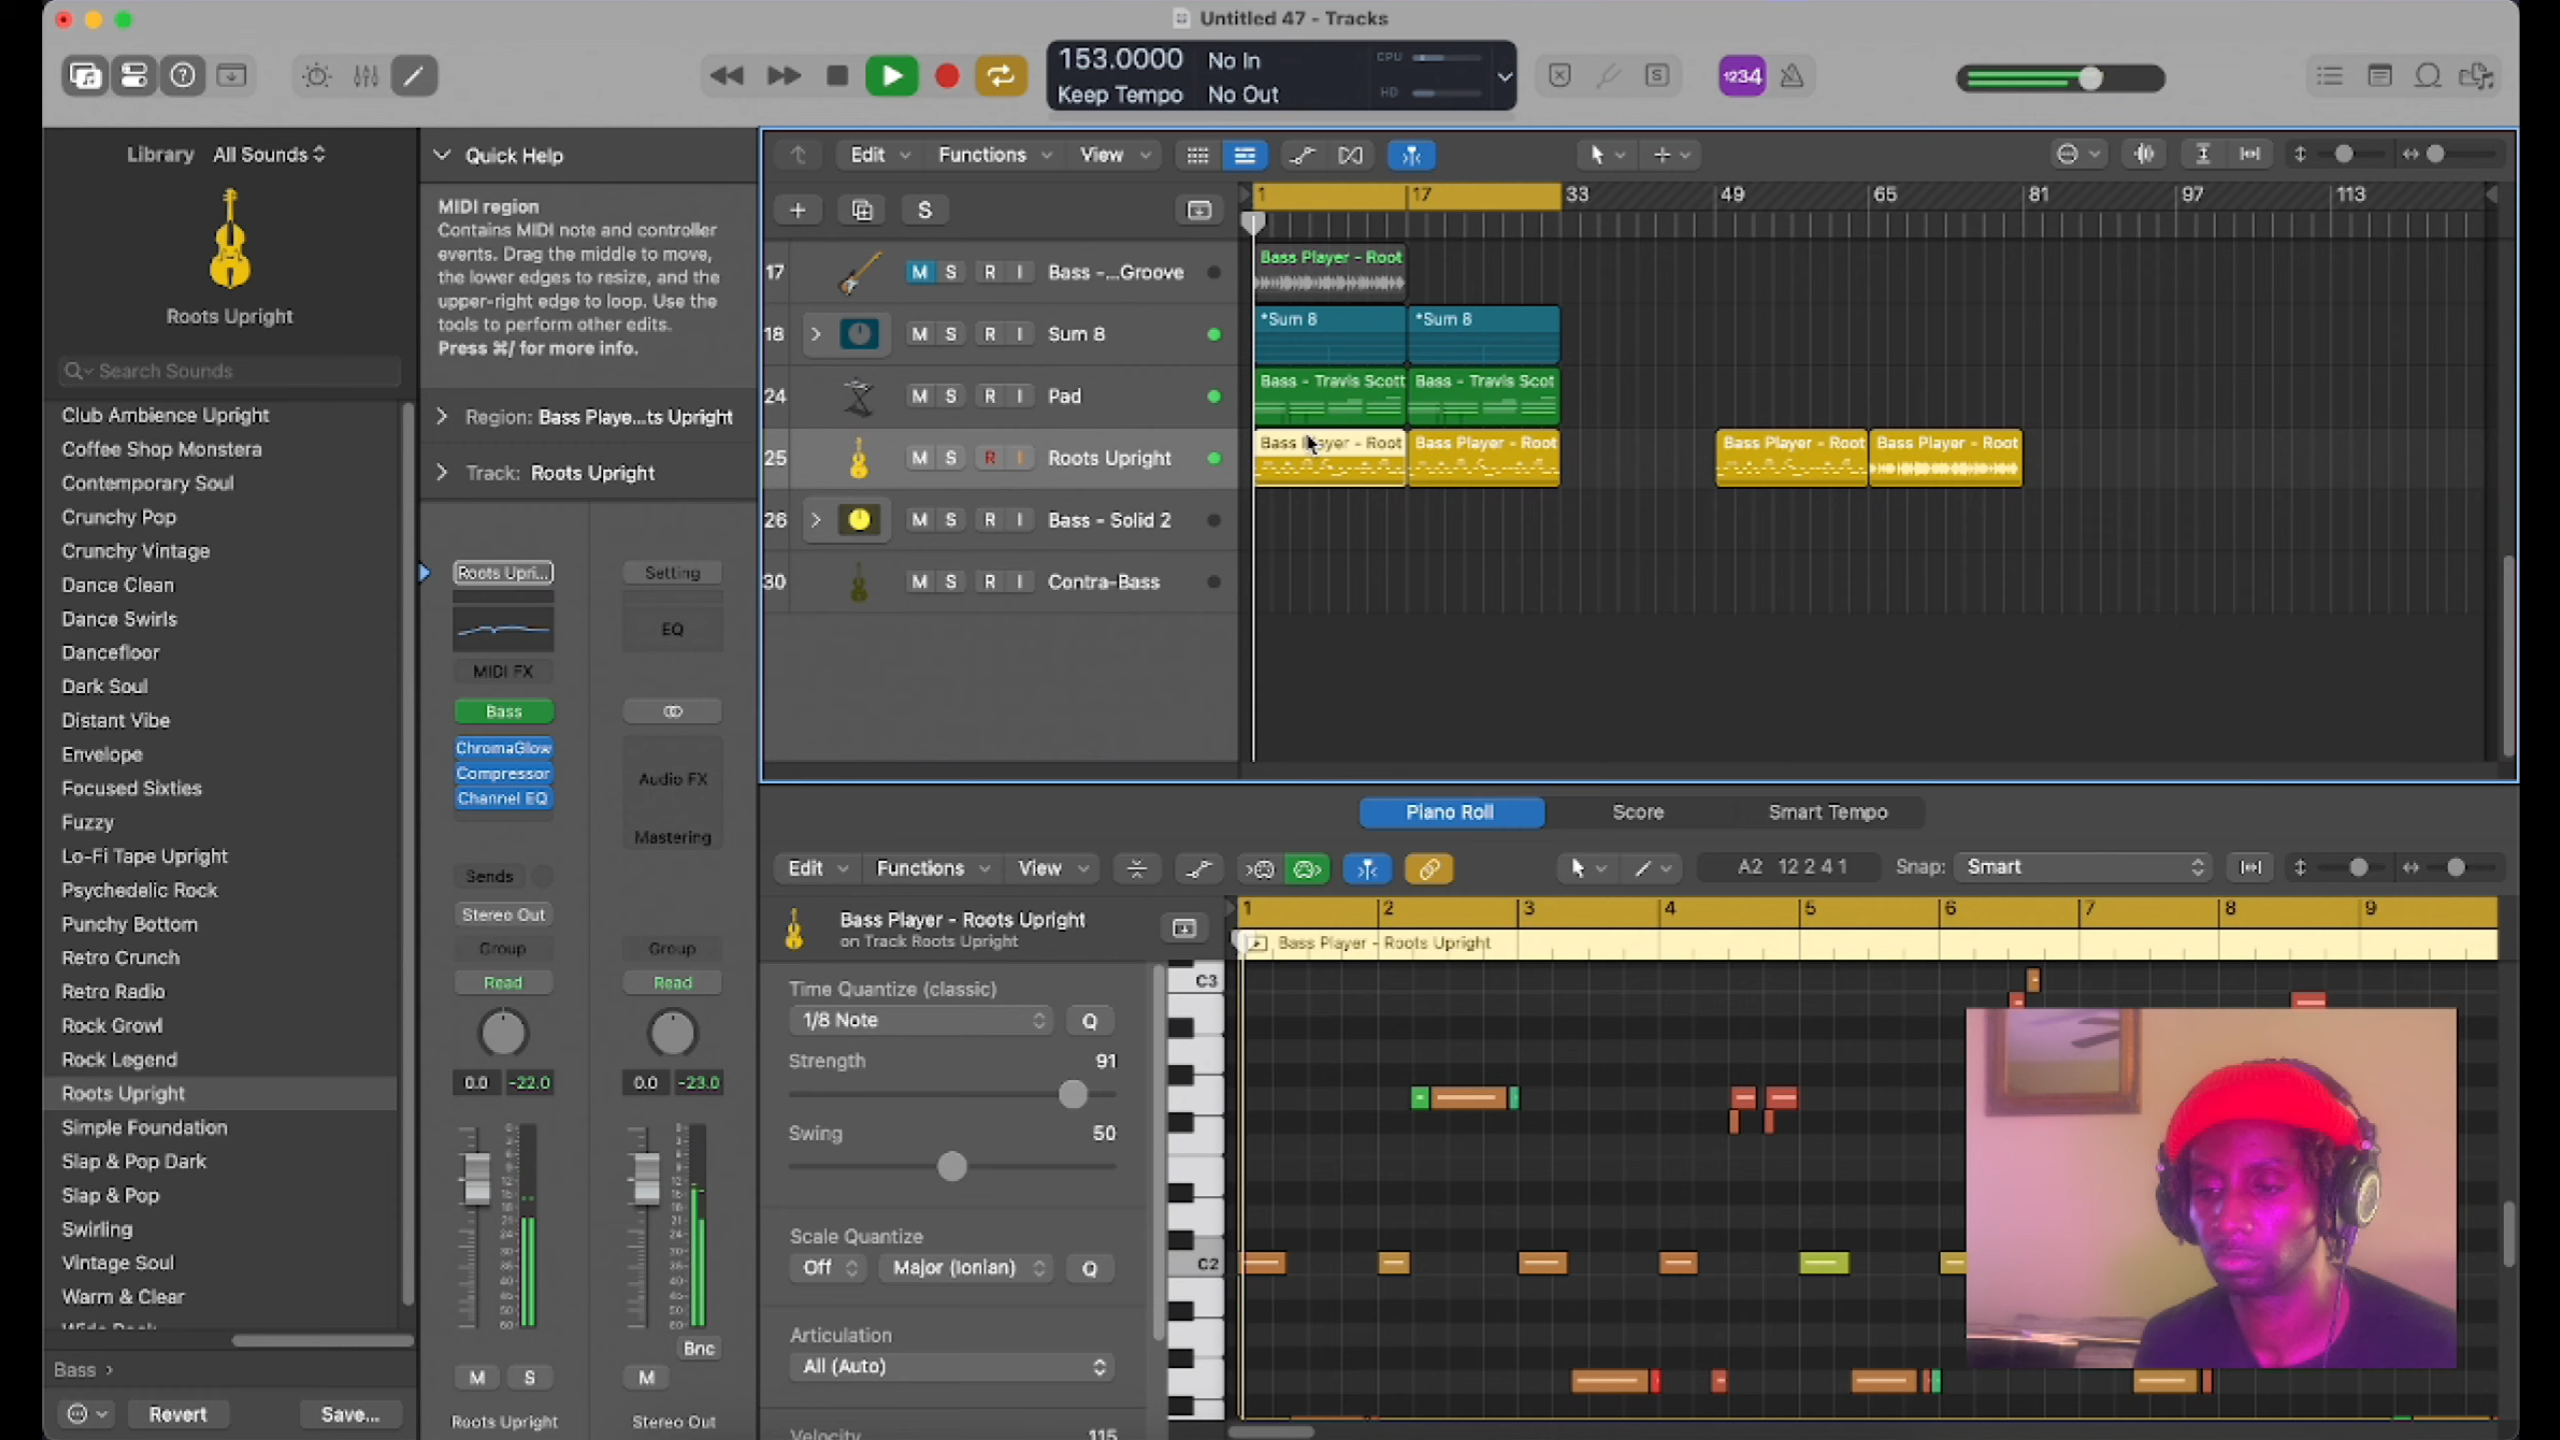 Untitled 47 - Tracks
153.0000 No In CPU
Keep Tempo No Out HD
1234
Library All Sounds
Roots Upright
Search Sounds
Club Ambience Upright
Coffee Shop Monstera
Contemporary Soul
Crunchy Pop
Crunchy Vintage
Dance Clean
Dance Swirls
Dancefloor
Dark Soul
Distant Vibe
Envelope
Focused Sixties
Fuzzy
Lo-Fi Tape Upright
Psychedelic Rock
Punchy Bottom
Retro Crunch
Retro Radio
Rock Growl
Rock Legend
Roots Upright
Simple Foundation
Slap & Pop Dark
Slap & Pop
Swirling
Vintage Soul
Warm & Clear
Bass
Revert Save...
Quick Help
MIDI region
Contains MIDI note and controller
events. Drag the middle to move,
the lower edges to resize, and the
upper-right edge to loop. Use the
tools to perform other edits.
Press ⌘/ for more info.
Region: Bass Playe...ts Upright
Track: Roots Upright
Roots Upri... Setting
EQ
MIDI FX
Bass
ChromaGlow
Compressor
Channel EQ
Audio FX
Mastering
Sends
Stereo Out
Group Group
Read Read
0.0 -22.0 0.0 -23.0
Bnc
M S M
Roots Upright Stereo Out
Edit Functions View
S
1 17 33 49 65 81 97 113
17 M S R I Bass -...Groove
Bass Player - Root
18 M S R I Sum 8
*Sum 8 *Sum 8
24 M S R I Pad
Bass - Travis Scott Bass - Travis Scot
25 M S R I Roots Upright
Bass Player - Root Bass Player - Root Bass Player - Root Bass Player - Root
26 M S R I Bass - Solid 2
30 M S R I Contra-Bass
Piano Roll Score Smart Tempo
Edit Functions View A2 12 2 4 1 Snap: Smart
Bass Player - Roots Upright
on Track Roots Upright
1 2 3 4 5 6 7 8 9
Bass Player - Roots Upright
Time Quantize (classic)
1/8 Note Q
Strength 91
Swing 50
Scale Quantize
Off Major (Ionian) Q
Articulation
All (Auto)
Velocity 115
C3
C2